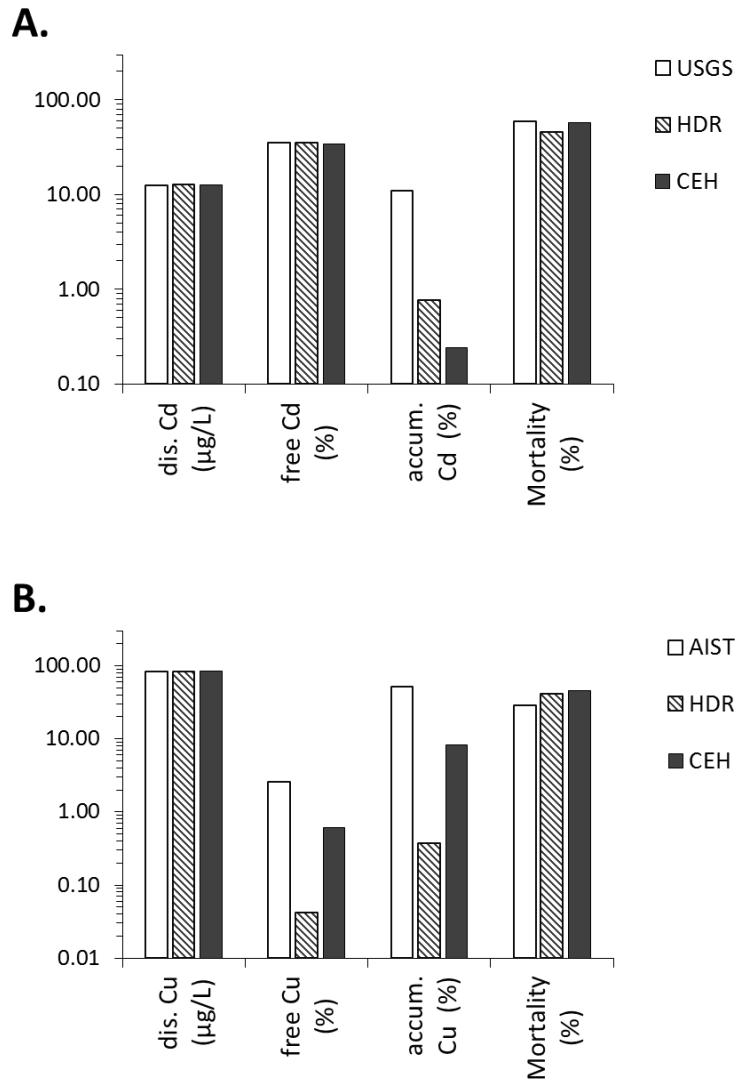 A.
100.00
10.00
1.00
0.10
dis. Cd
(µg/L)
free Cd
(%)
accum.
Cd (%)
Mortality
(%)
USGS
HDR
CEH
B.
100.00
10.00
1.00
0.10
0.01
dis. Cu
(µg/L)
free Cu
(%)
accum.
Cu (%)
Mortality
(%)
AIST
HDR
CEH